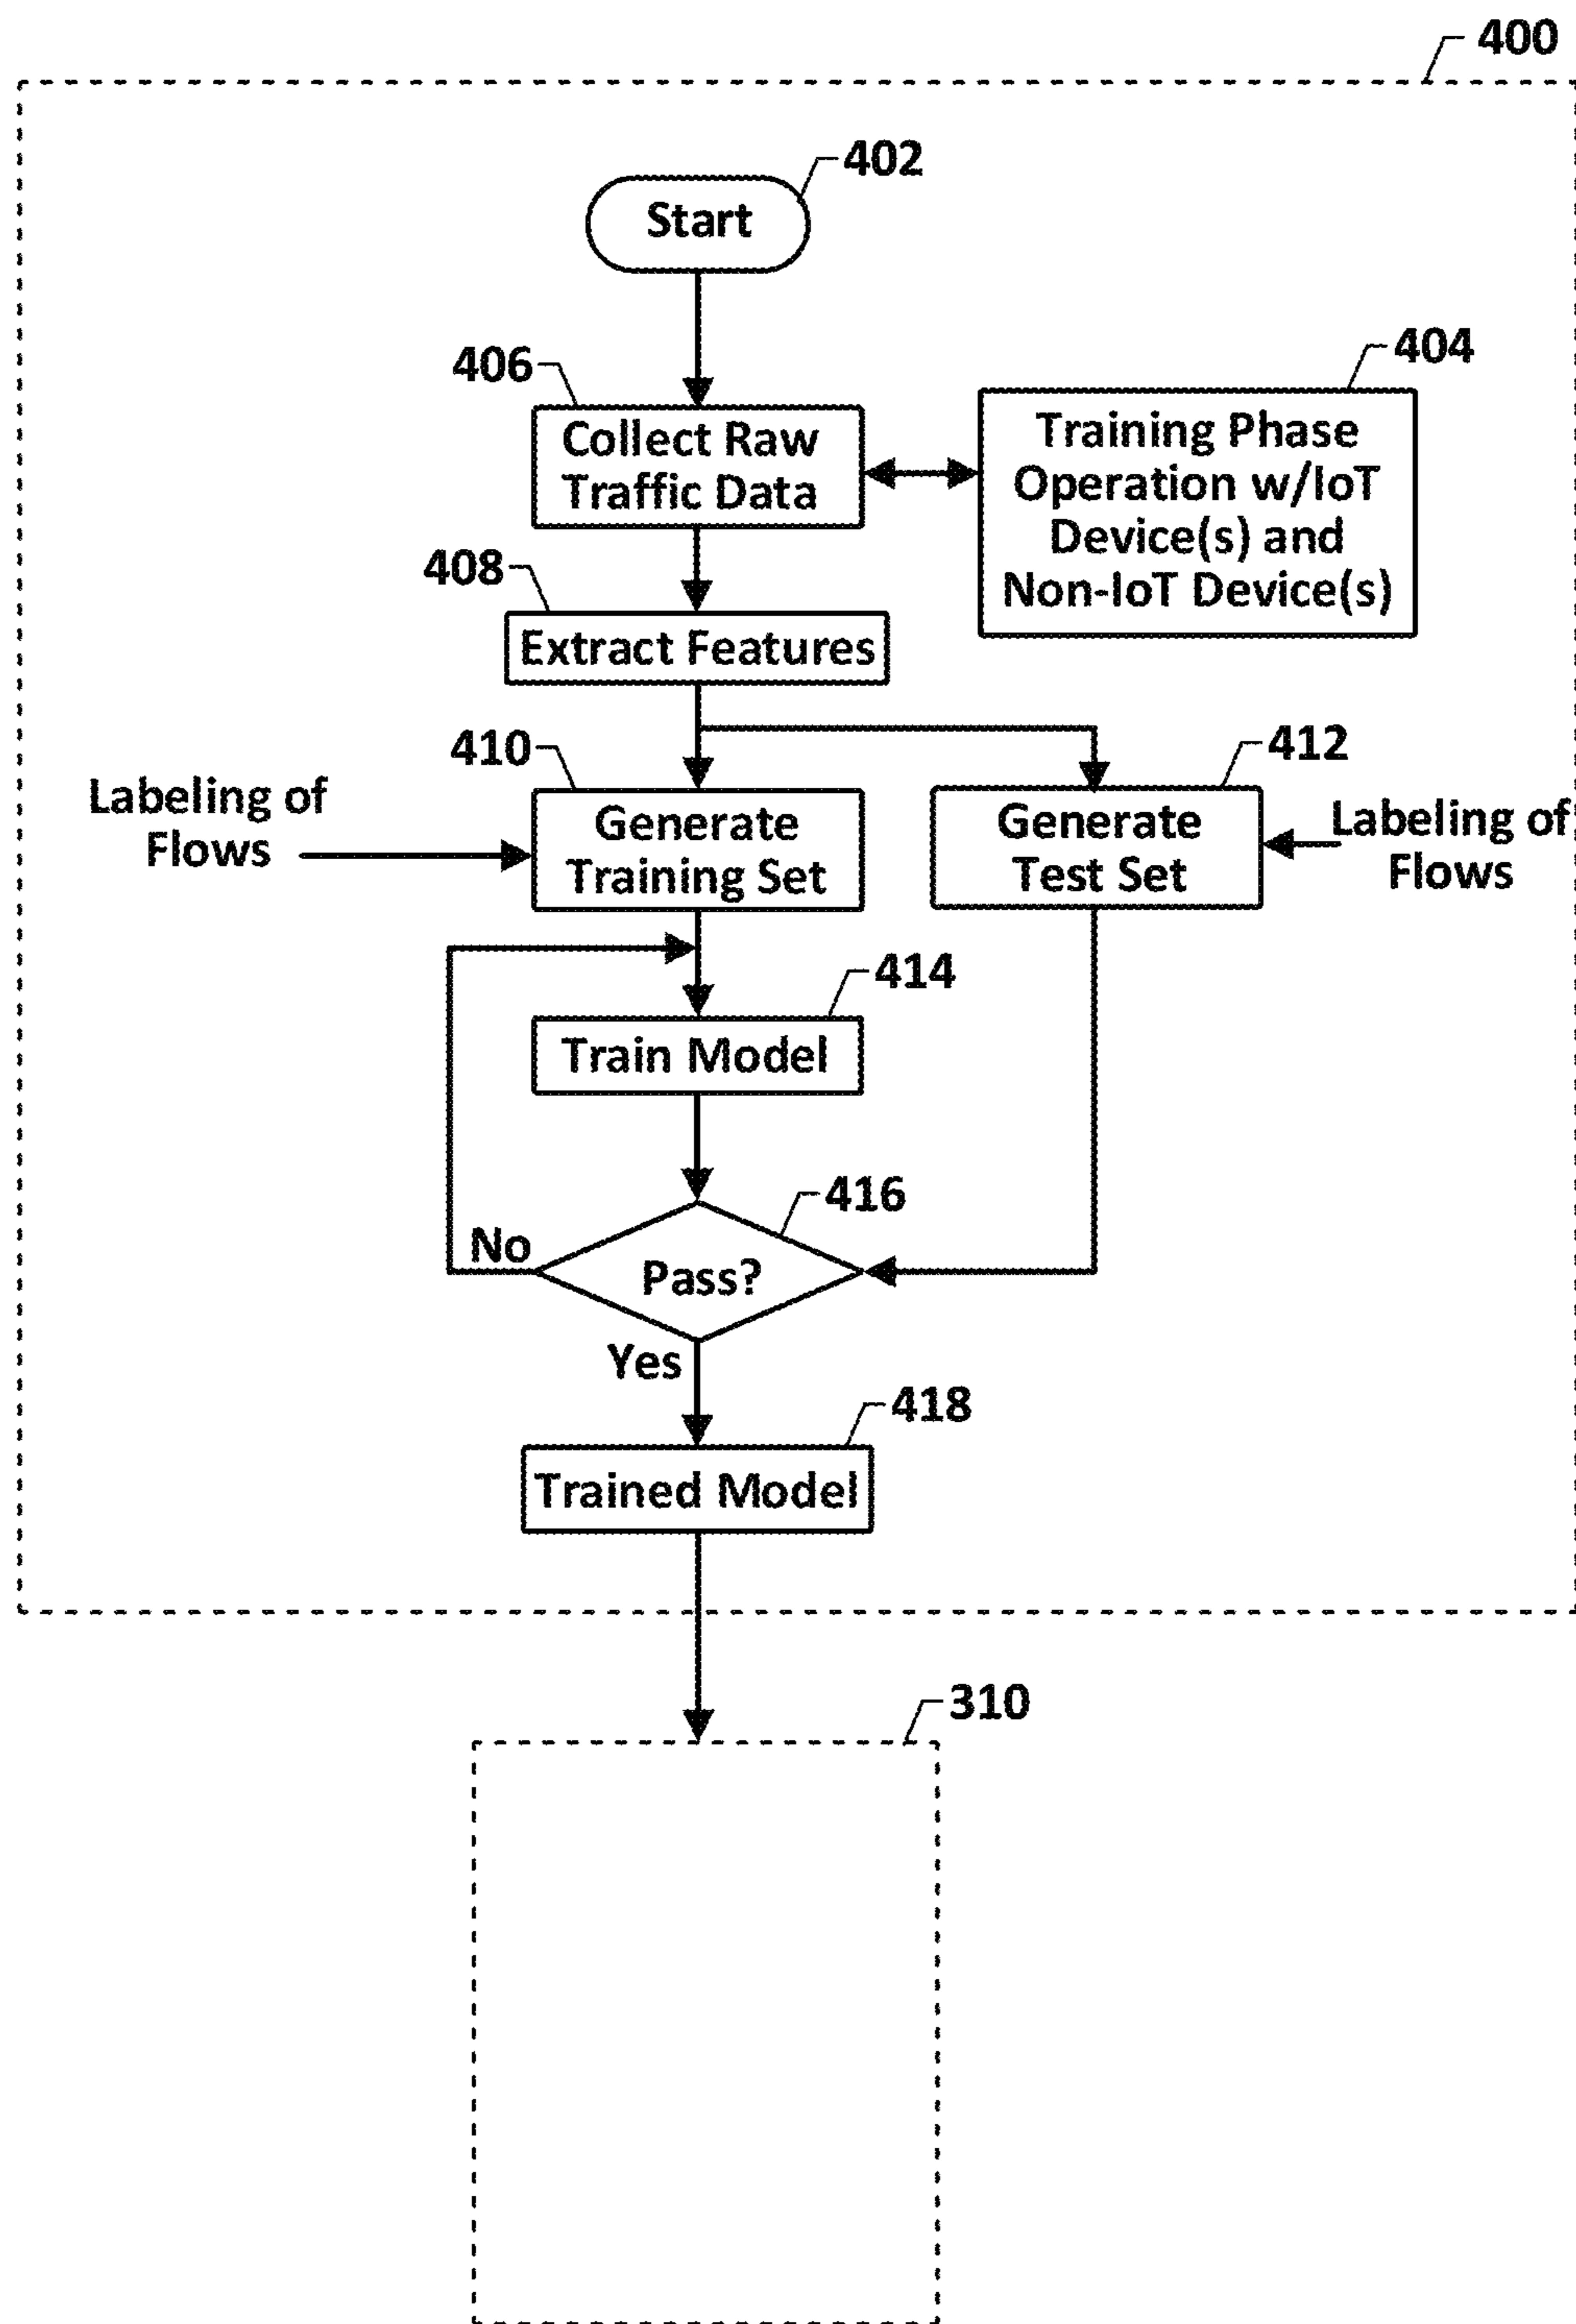 400
402
Start
406
404
Collect Raw
Traffic Data
Training Phase
Operation w/IoT
Device(s) and
Non-IoT Device(s)
408
Extract Features
410
412
Labeling of
Flows
Generate
Training Set
Generate
Test Set
Labeling of
Flows
414
Train Model
416
No
Pass?
Yes
418
Trained Model
310